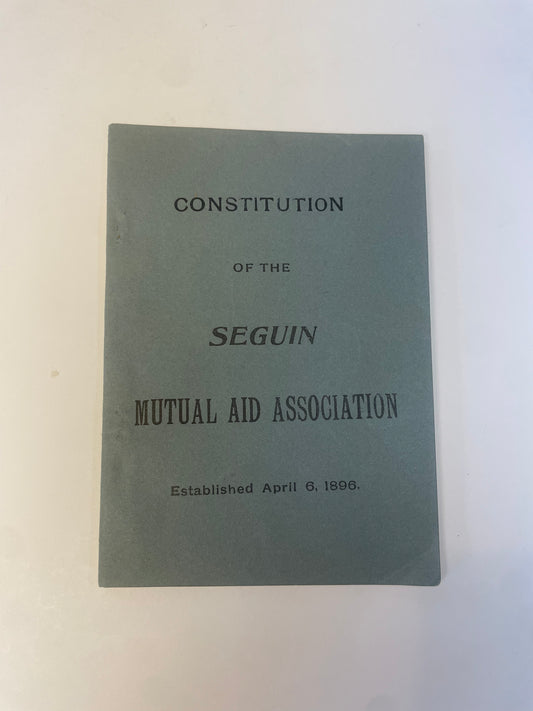 CONSTITUTION
OF THE
SEGUIN
MUTUAL AID ASSOCIATION
Established April 6, 1896.